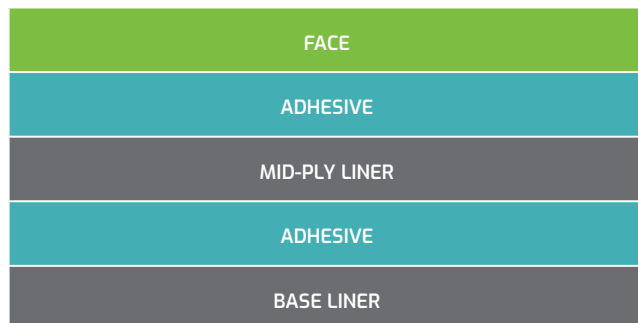 FACE
ADHESIVE
MID-PLY LINER
ADHESIVE
BASE LINER